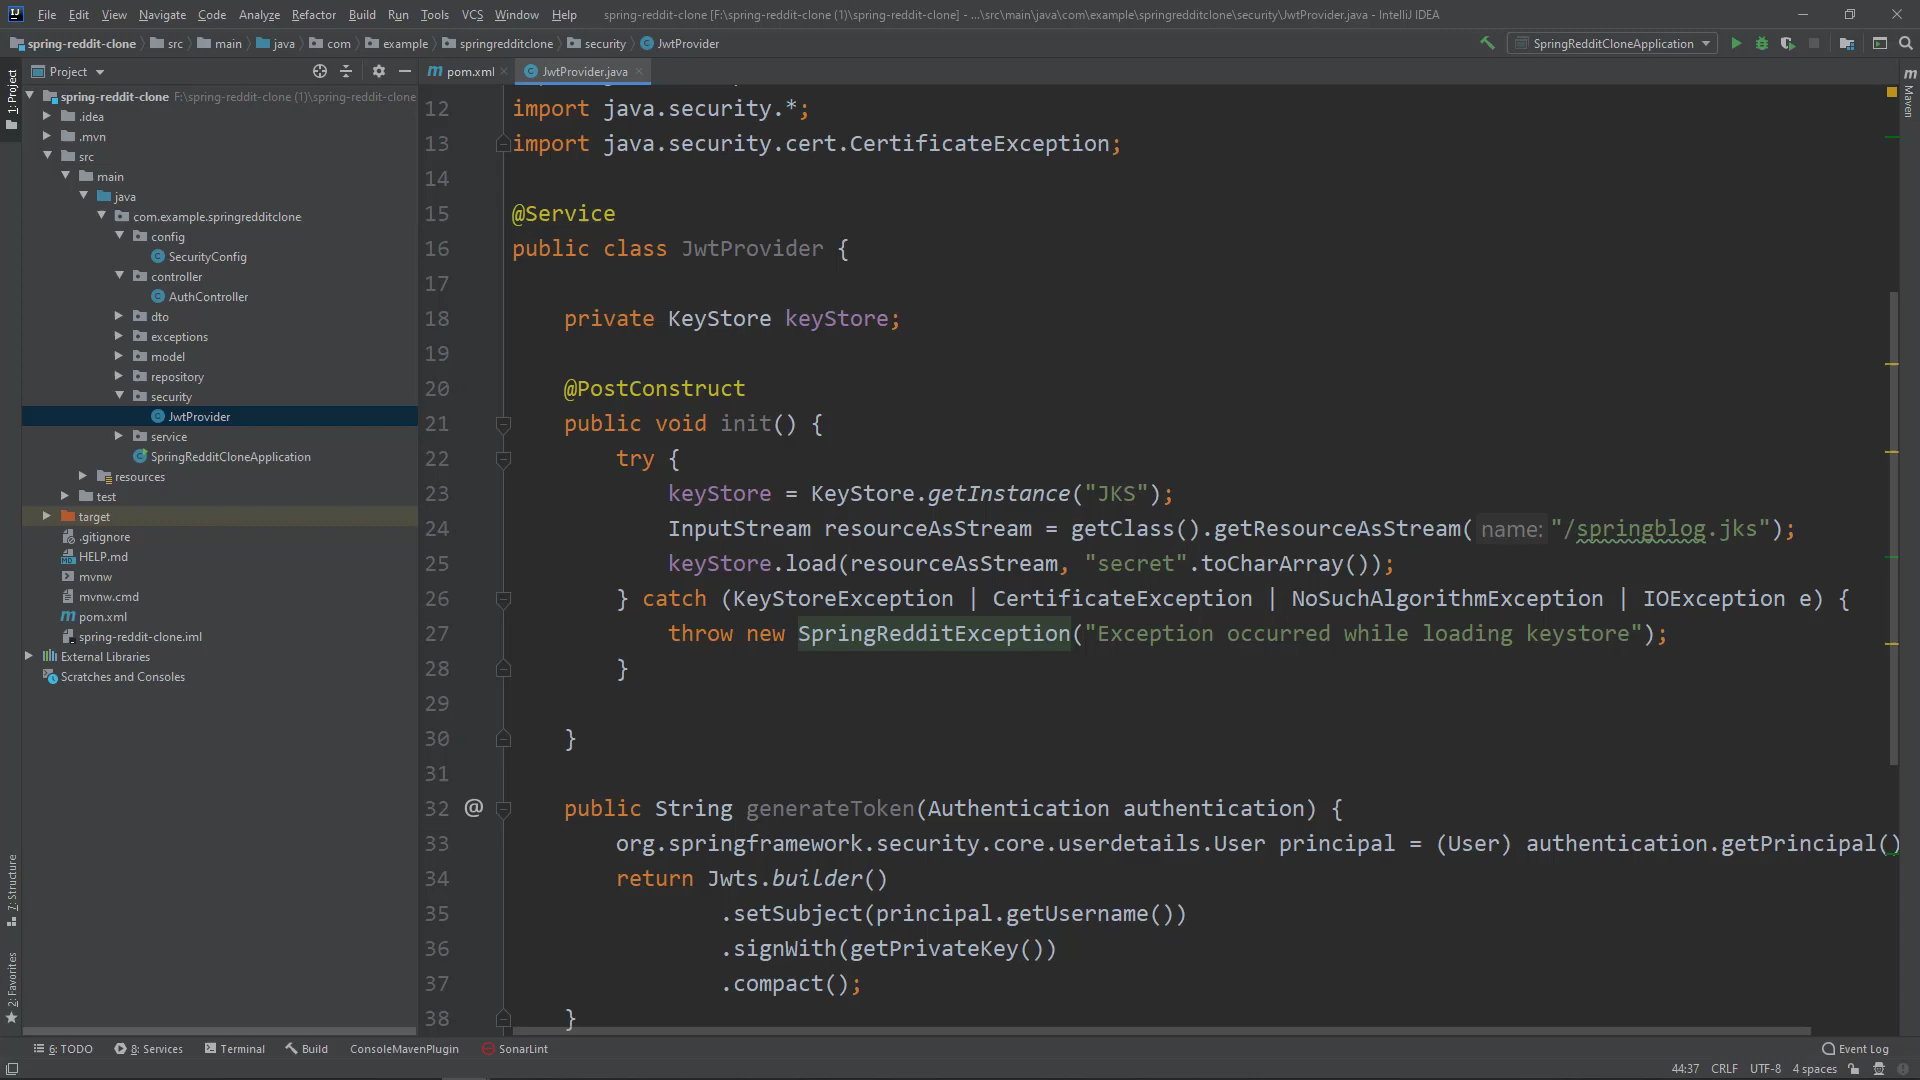 File Edit View Navigate Code Analyze Refactor Build Run Tools VCS Window Help spring-reddit-clone [F:\spring-reddit-clone (1)\spring-reddit-clone] - ...\src\main\java\com\example\springredditclone\security\JwtProvider.java - IntelliJ IDEA
spring-reddit-clone src main java com example springredditclone security JwtProvider SpringRedditCloneApplication
Project pom.xml JwtProvider.java
1: Project
7: Structure
2: Favorites
Maven
spring-reddit-clone F:\spring-reddit-clone (1)\spring-reddit-clone
.idea
.mvn
src
main
java
com.example.springredditclone
config
SecurityConfig
controller
AuthController
dto
exceptions
model
repository
security
JwtProvider
service
SpringRedditCloneApplication
resources
test
target
.gitignore
HELP.md
mvnw
mvnw.cmd
pom.xml
spring-reddit-clone.iml
External Libraries
Scratches and Consoles
12 import java.security.*;
13 import java.security.cert.CertificateException;
14
15 @Service
16 public class JwtProvider {
17
18 private KeyStore keyStore;
19
20 @PostConstruct
21 public void init() {
22 try {
23 keyStore = KeyStore.getInstance("JKS");
24 InputStream resourceAsStream = getClass().getResourceAsStream( name: "/springblog.jks");
25 keyStore.load(resourceAsStream, "secret".toCharArray());
26 } catch (KeyStoreException | CertificateException | NoSuchAlgorithmException | IOException e) {
27 throw new SpringRedditException("Exception occurred while loading keystore");
28 }
29
30 }
31
32 @ public String generateToken(Authentication authentication) {
33 org.springframework.security.core.userdetails.User principal = (User) authentication.getPrincipal()
34 return Jwts.builder()
35 .setSubject(principal.getUsername())
36 .signWith(getPrivateKey())
37 .compact();
38 }
6: TODO 8: Services Terminal Build ConsoleMavenPlugin SonarLint Event Log
44:37 CRLF UTF-8 4 spaces